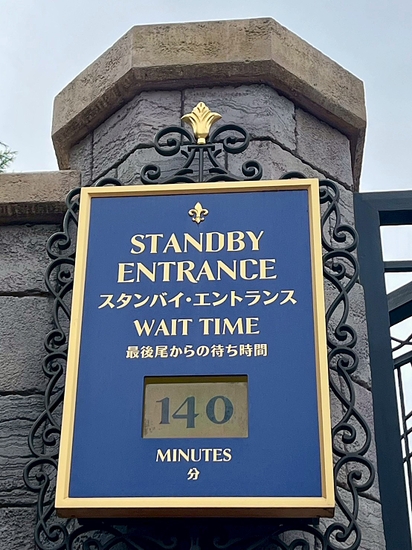 STANDBY
ENTRANCE
スタンバイ・エントランス
WAIT TIME
最後尾からの待ち時間
140
MINUTES
分